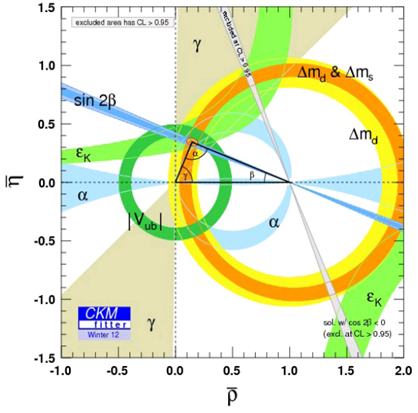 excluded area has CL > 0.95
excluded at CL > 0.95
γ
Δm_d & Δm_s
sin 2β
Δm_d
ε_K
α
α
β
γ
α
|V_ub|
ε_K
γ
CKM
fitter
Winter 12
sol. w/ cos 2β < 0
(excl. at CL > 0.95)
1.5
1.0
0.5
0.0
-0.5
-1.0
-1.5
η̅
-1.0
-0.5
0.0
0.5
1.0
1.5
2.0
ρ̅